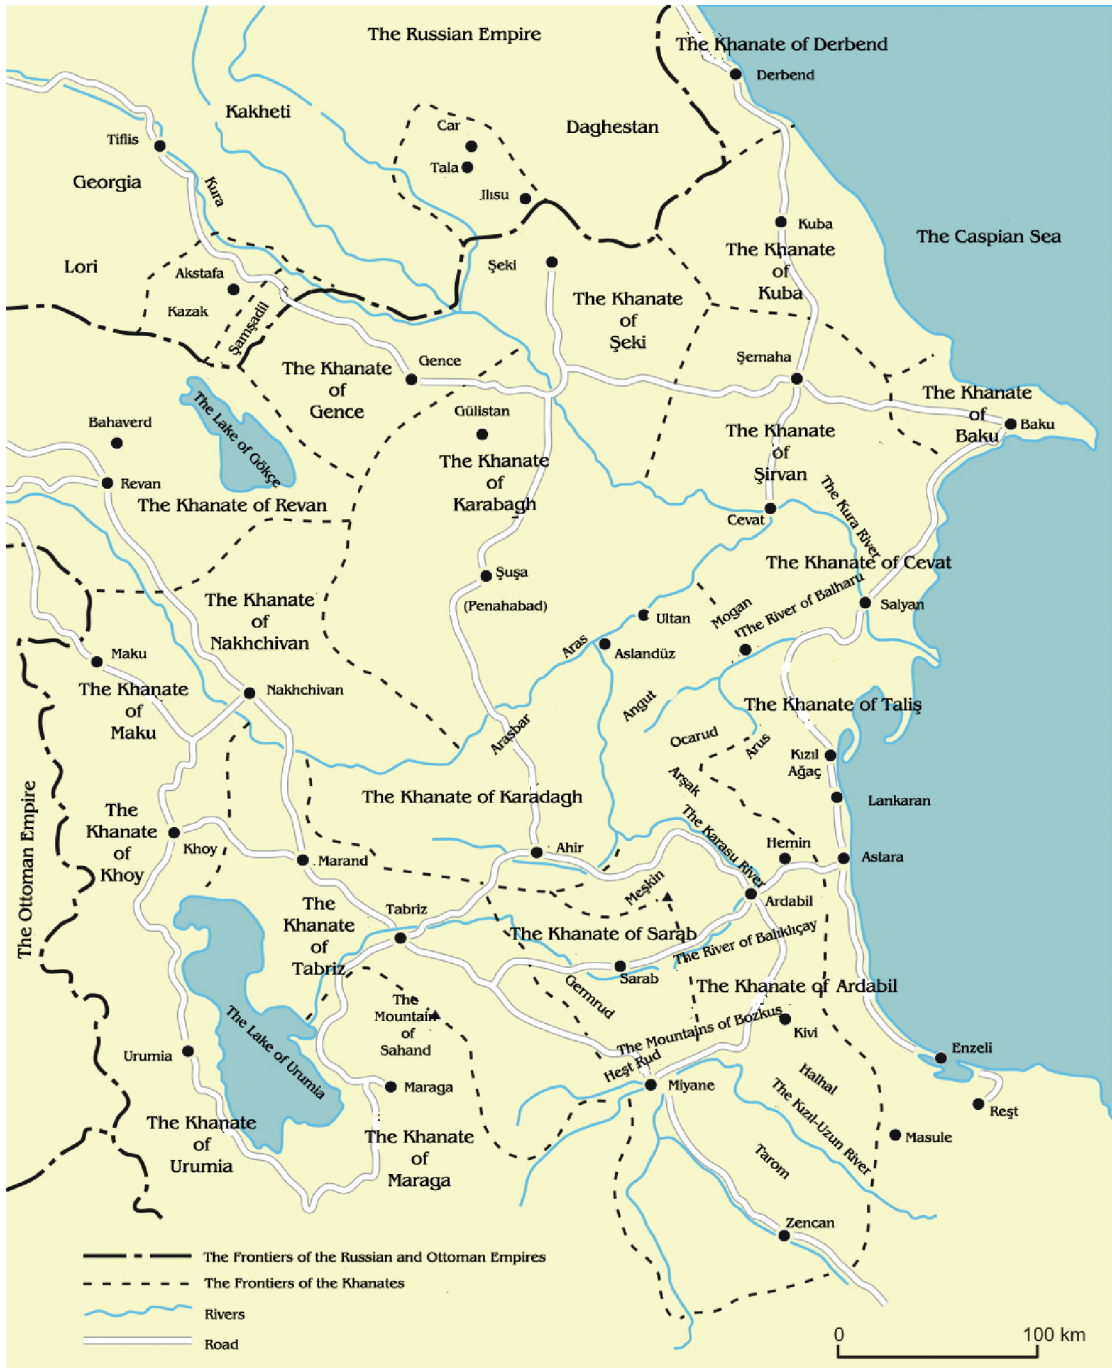 The Russian Empire
The Khanate of Derbend
Derbend
Kakheti
Car
Daghestan
Tiflis
Tala
Georgia
Kura
Ilısu
Kuba
The Caspian Sea
The Khanate
of
Kuba
Lori
Akstafa
Şeki
Kazak
Şamşadil
The Khanate
of
Şeki
Gence
Şemaha
The Khanate
of
Gence
The Lake of Gökçe
Gülistan
The Khanate
of
Baku
Baku
Bahaverd
The Khanate
of
Şirvan
Revan
The Khanate of Revan
The Khanate
of
Karabagh
The Kura River
Cevat
The Khanate of Cevat
Şuşa
(Penahabad)
The Khanate
of
Nakhchivan
Mogan
The River of Balharu
Salyan
Ultan
Aras
Aslandüz
Maku
The Khanate
of
Maku
Nakhchivan
Angut
The Khanate of Taliş
Arasbar
Ocarud
Arus
Kızıl
Ağaç
Arşak
The Khanate of Karadagh
Lankaran
The
Khanate
of
Khoy
Khoy
The Karasu River
Hemin
Marand
Ahir
Astara
The Ottoman Empire
Meşkin
Ardabil
The
Khanate
of
Tabriz
Tabriz
The Khanate of Sarab
The River of Balıklıçay
Sarab
Germrud
The Khanate of Ardabil
The
Mountain
of
Sahand
The Mountains of Bozkus
Kivi
The Lake of Urumia
Urumia
Heşt Rud
Enzeli
Maraga
Miyane
Halhal
The Kızıl-Uzun River
Reşt
The Khanate
of
Urumia
The Khanate
of
Maraga
Masule
Tarom
Zencan
The Frontiers of the Russian and Ottoman Empires
The Frontiers of the Khanates
Rivers
Road
0 100 km